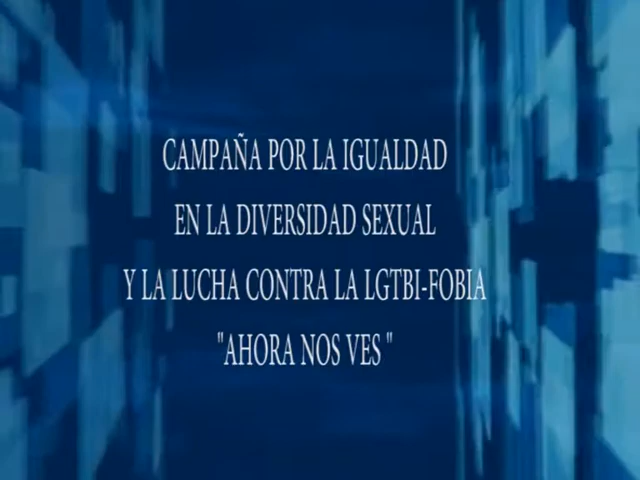 CAMPAÑA POR LA IGUALDAD
EN LA DIVERSIDAD SEXUAL
Y LA LUCHA CONTRA LA LGTBI-FOBIA
"AHORA NOS VES "